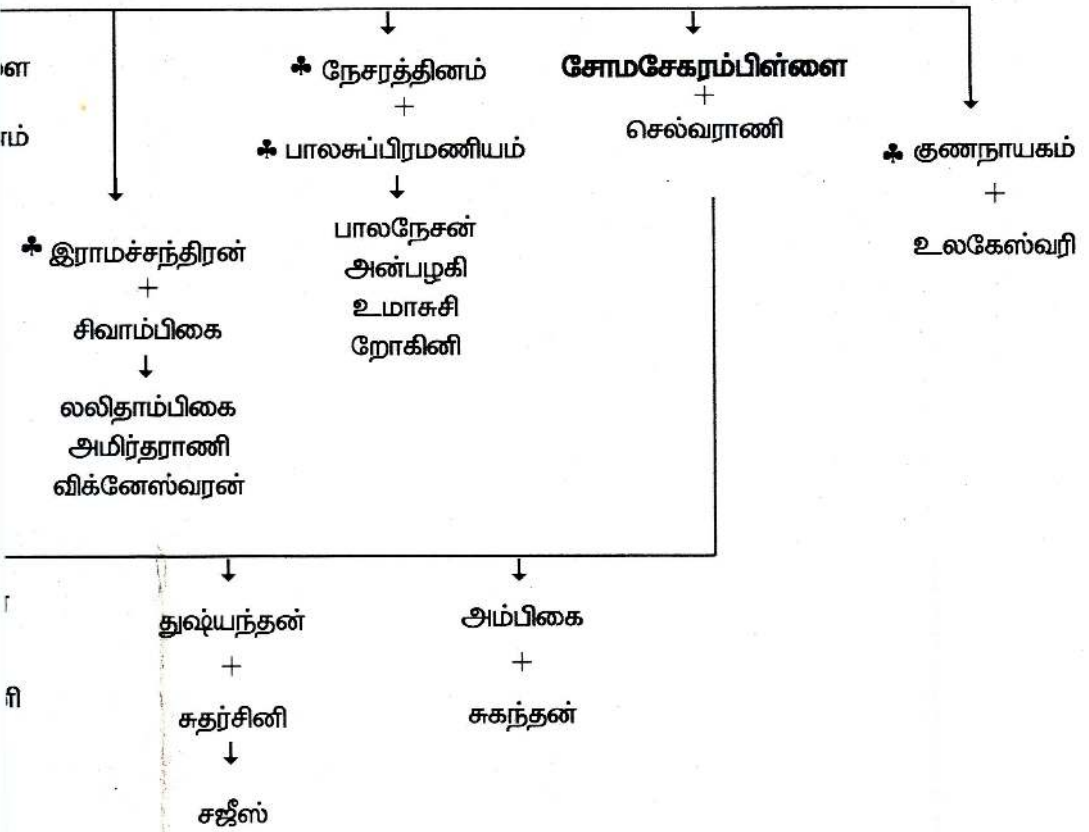 ♣ நேசரத்தினம்
+
♣ பாலசுப்பிரமணியம்
பாலநேசன்
அன்பழகி
உமாசுசி
றோகினி
சோமசேகரம்பிள்ளை
+
செல்வராணி
♣ குணநாயகம்
+
உலகேஸ்வரி
♣ இராமச்சந்திரன்
+
சிவாம்பிகை
லலிதாம்பிகை
அமிர்தராணி
விக்னேஸ்வரன்
துஷ்யந்தன்
+
சுதர்சினி
சஜீஸ்
அம்பிகை
+
சுகந்தன்